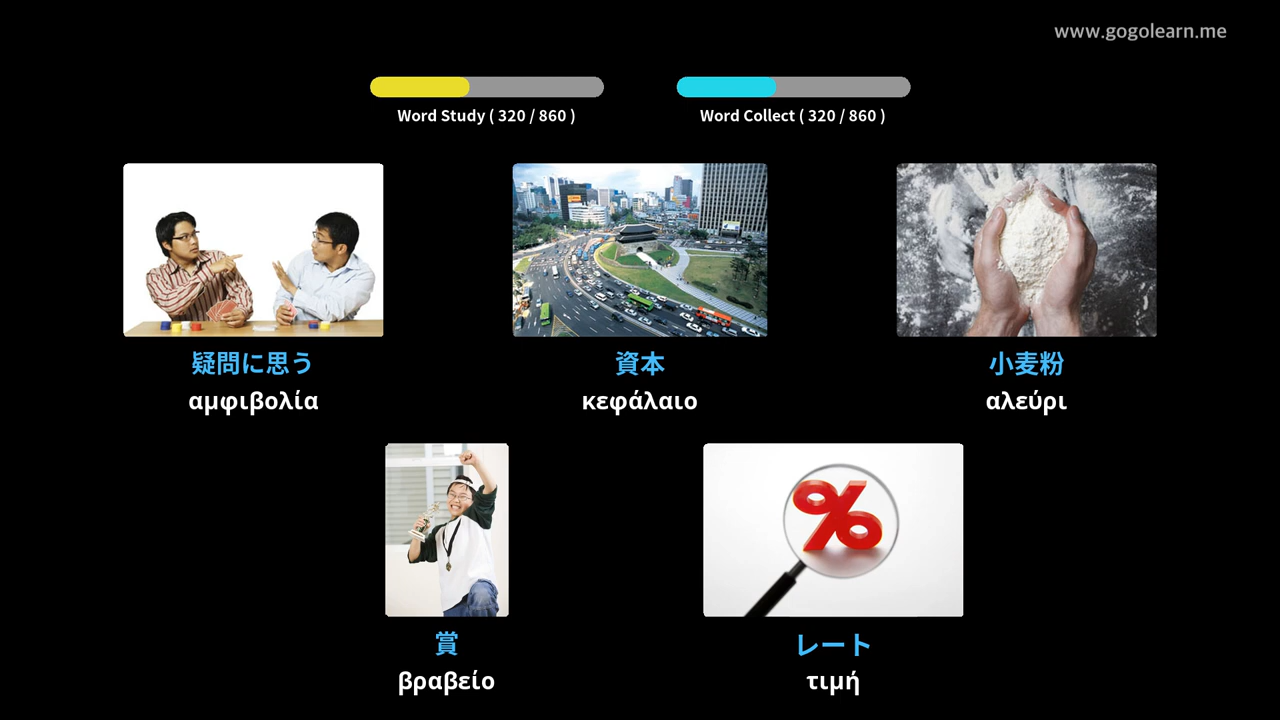 www.gogolearn.me
Word Study ( 320 / 860 )
Word Collect ( 320 / 860 )
疑問に思う
αμφιβολία
資本
κεφάλαιο
小麦粉
αλεύρι
%
賞
βραβείο
レート
τιμή